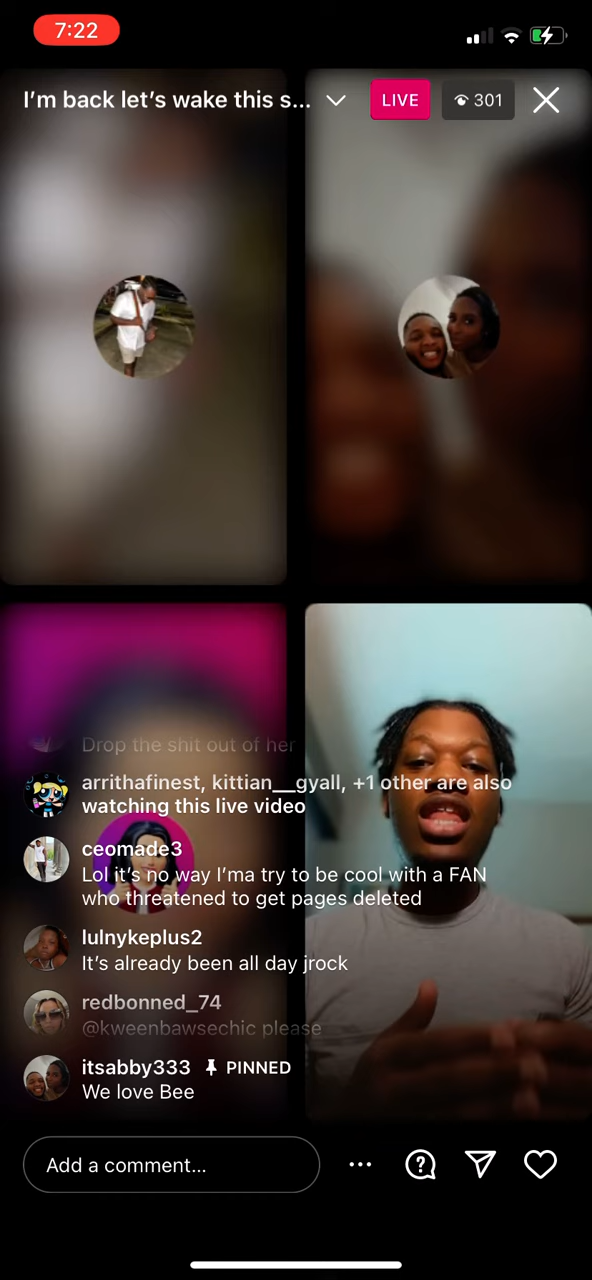 7:22
I'm back let's wake this s...
LIVE
301
Drop the shit out of her
arrithafinest, kittian__gyall, +1 other are also
watching this live video
ceomade3
Lol it's no way I'ma try to be cool with a FAN
who threatened to get pages deleted
lulnykeplus2
It's already been all day jrock
redbonned_74
@kweenbawsechic please
itsabby333 PINNED
We love Bee
Add a comment...